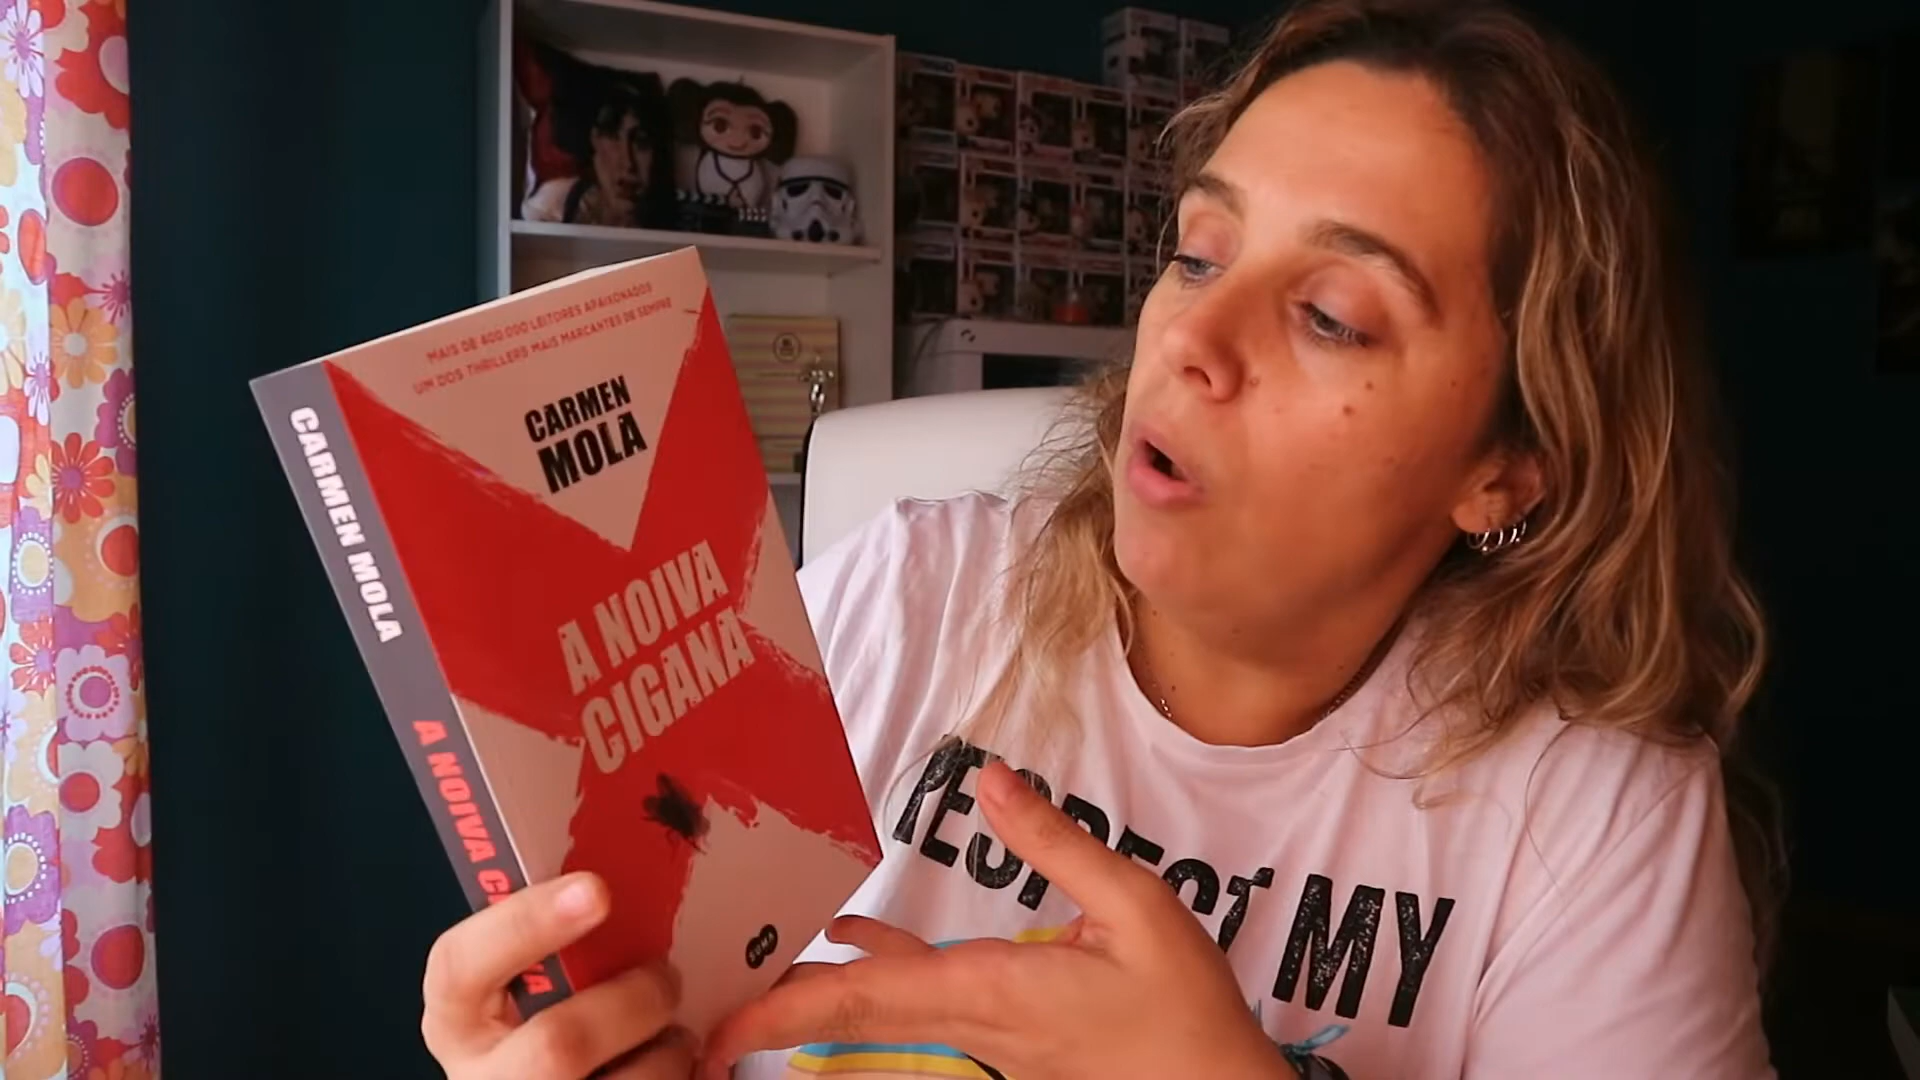 MAIS DE 400.000 LEITORES APAIXONADOS
UM DOS THRILLERS MAIS MARCANTES DE SEMPRE
CARMEN
MOLA
A NOIVA
CIGANA
SUMA
CARMEN MOLA
A NOIVA
RESPECT MY